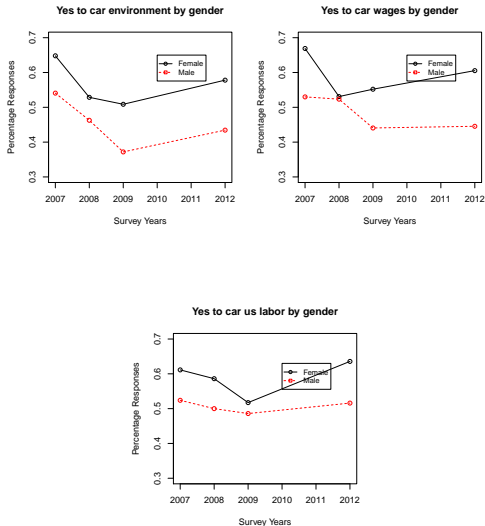 Yes to car environment by gender
Percentage Responses
0.3 0.4 0.5 0.6 0.7
Female
Male
2007 2008 2009 2010 2011 2012
Survey Years
Yes to car wages by gender
Percentage Responses
0.3 0.4 0.5 0.6 0.7
Female
Male
2007 2008 2009 2010 2011 2012
Survey Years
Yes to car us labor by gender
Percentage Responses
0.3 0.4 0.5 0.6 0.7
Female
Male
2007 2008 2009 2010 2011 2012
Survey Years